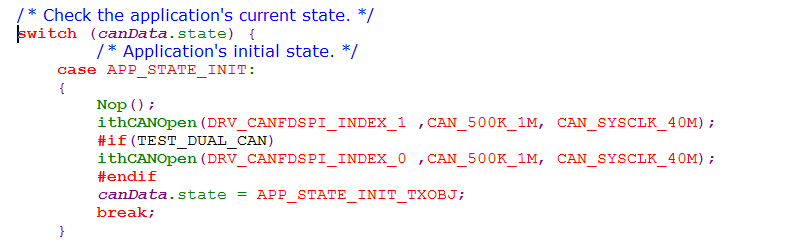 /* Check the application's current state. */
switch (canData.state) {
/* Application's initial state. */
case APP_STATE_INIT:
{
Nop();
ithCANOpen(DRV_CANFDSPI_INDEX_1 ,CAN_500K_1M, CAN_SYSCLK_40M);
#if(TEST_DUAL_CAN)
ithCANOpen(DRV_CANFDSPI_INDEX_0 ,CAN_500K_1M, CAN_SYSCLK_40M);
#endif
canData.state = APP_STATE_INIT_TXOBJ;
break;
}